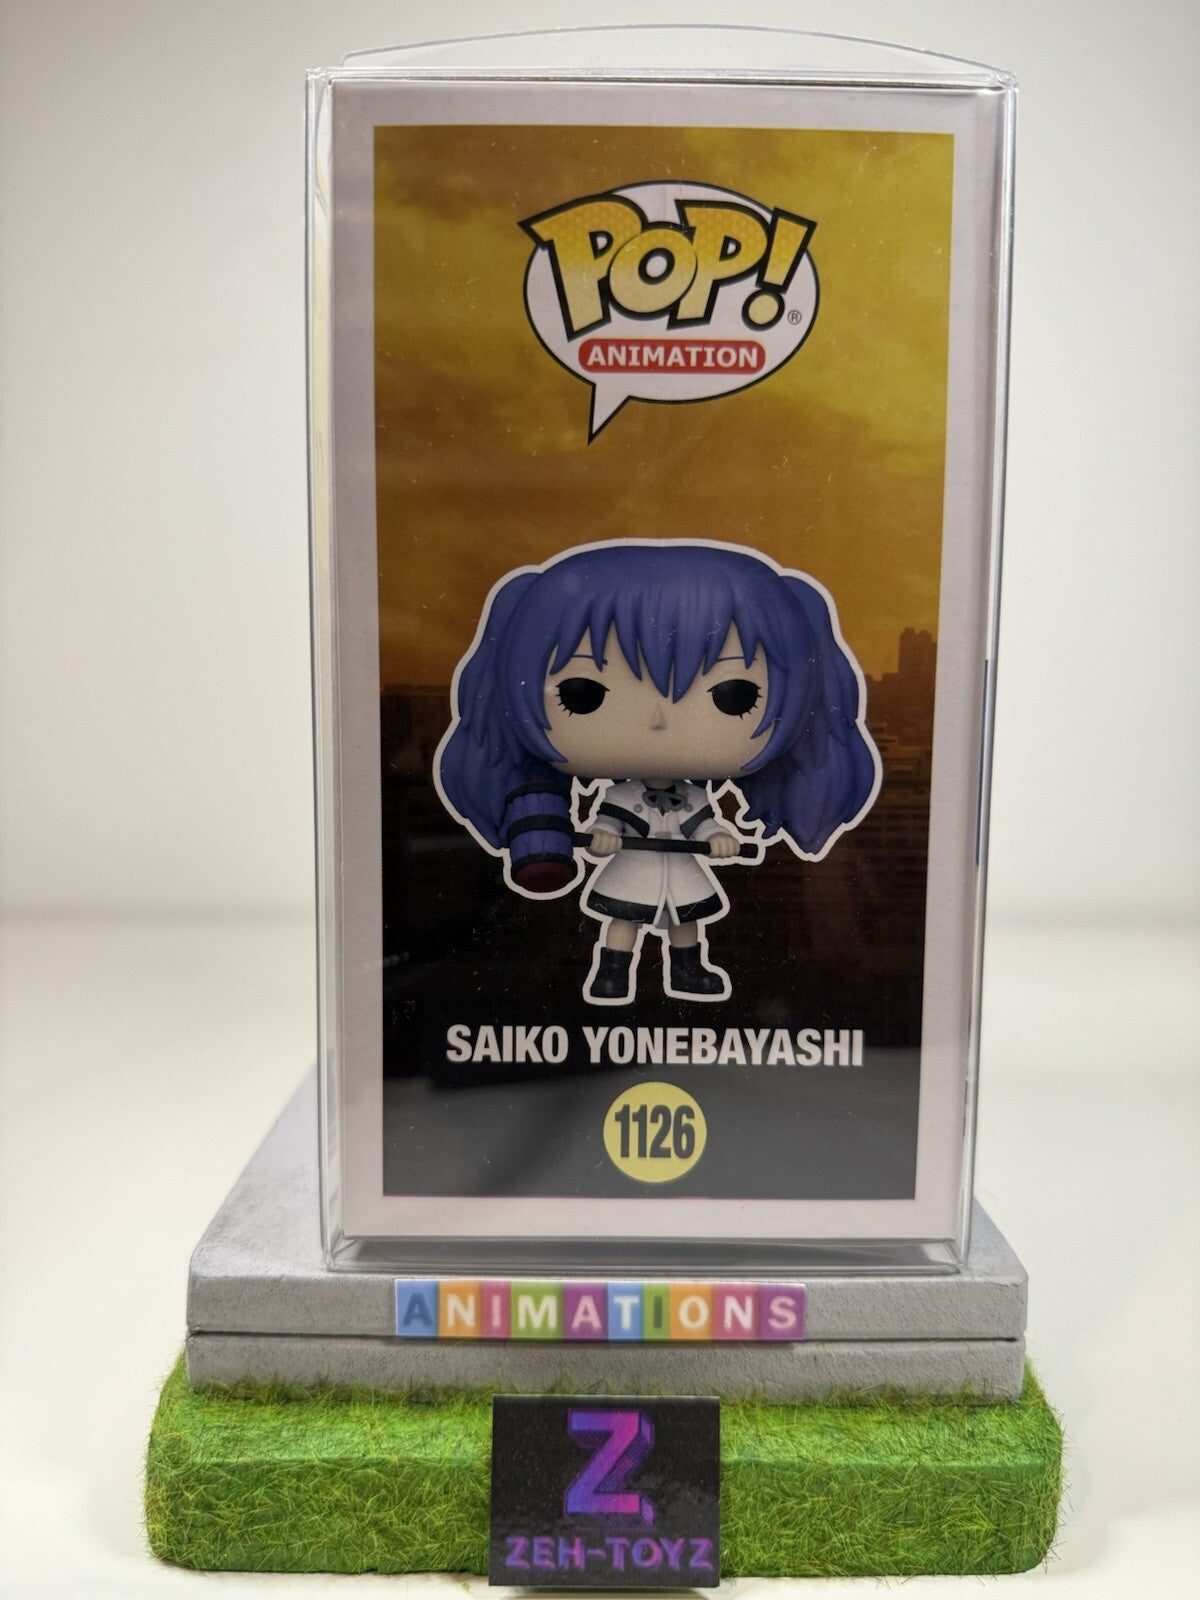 POP!
®
ANIMATION
SAIKO YONEBAYASHI
1126
ANIMATIONS
Z
ZEH-TOYZ